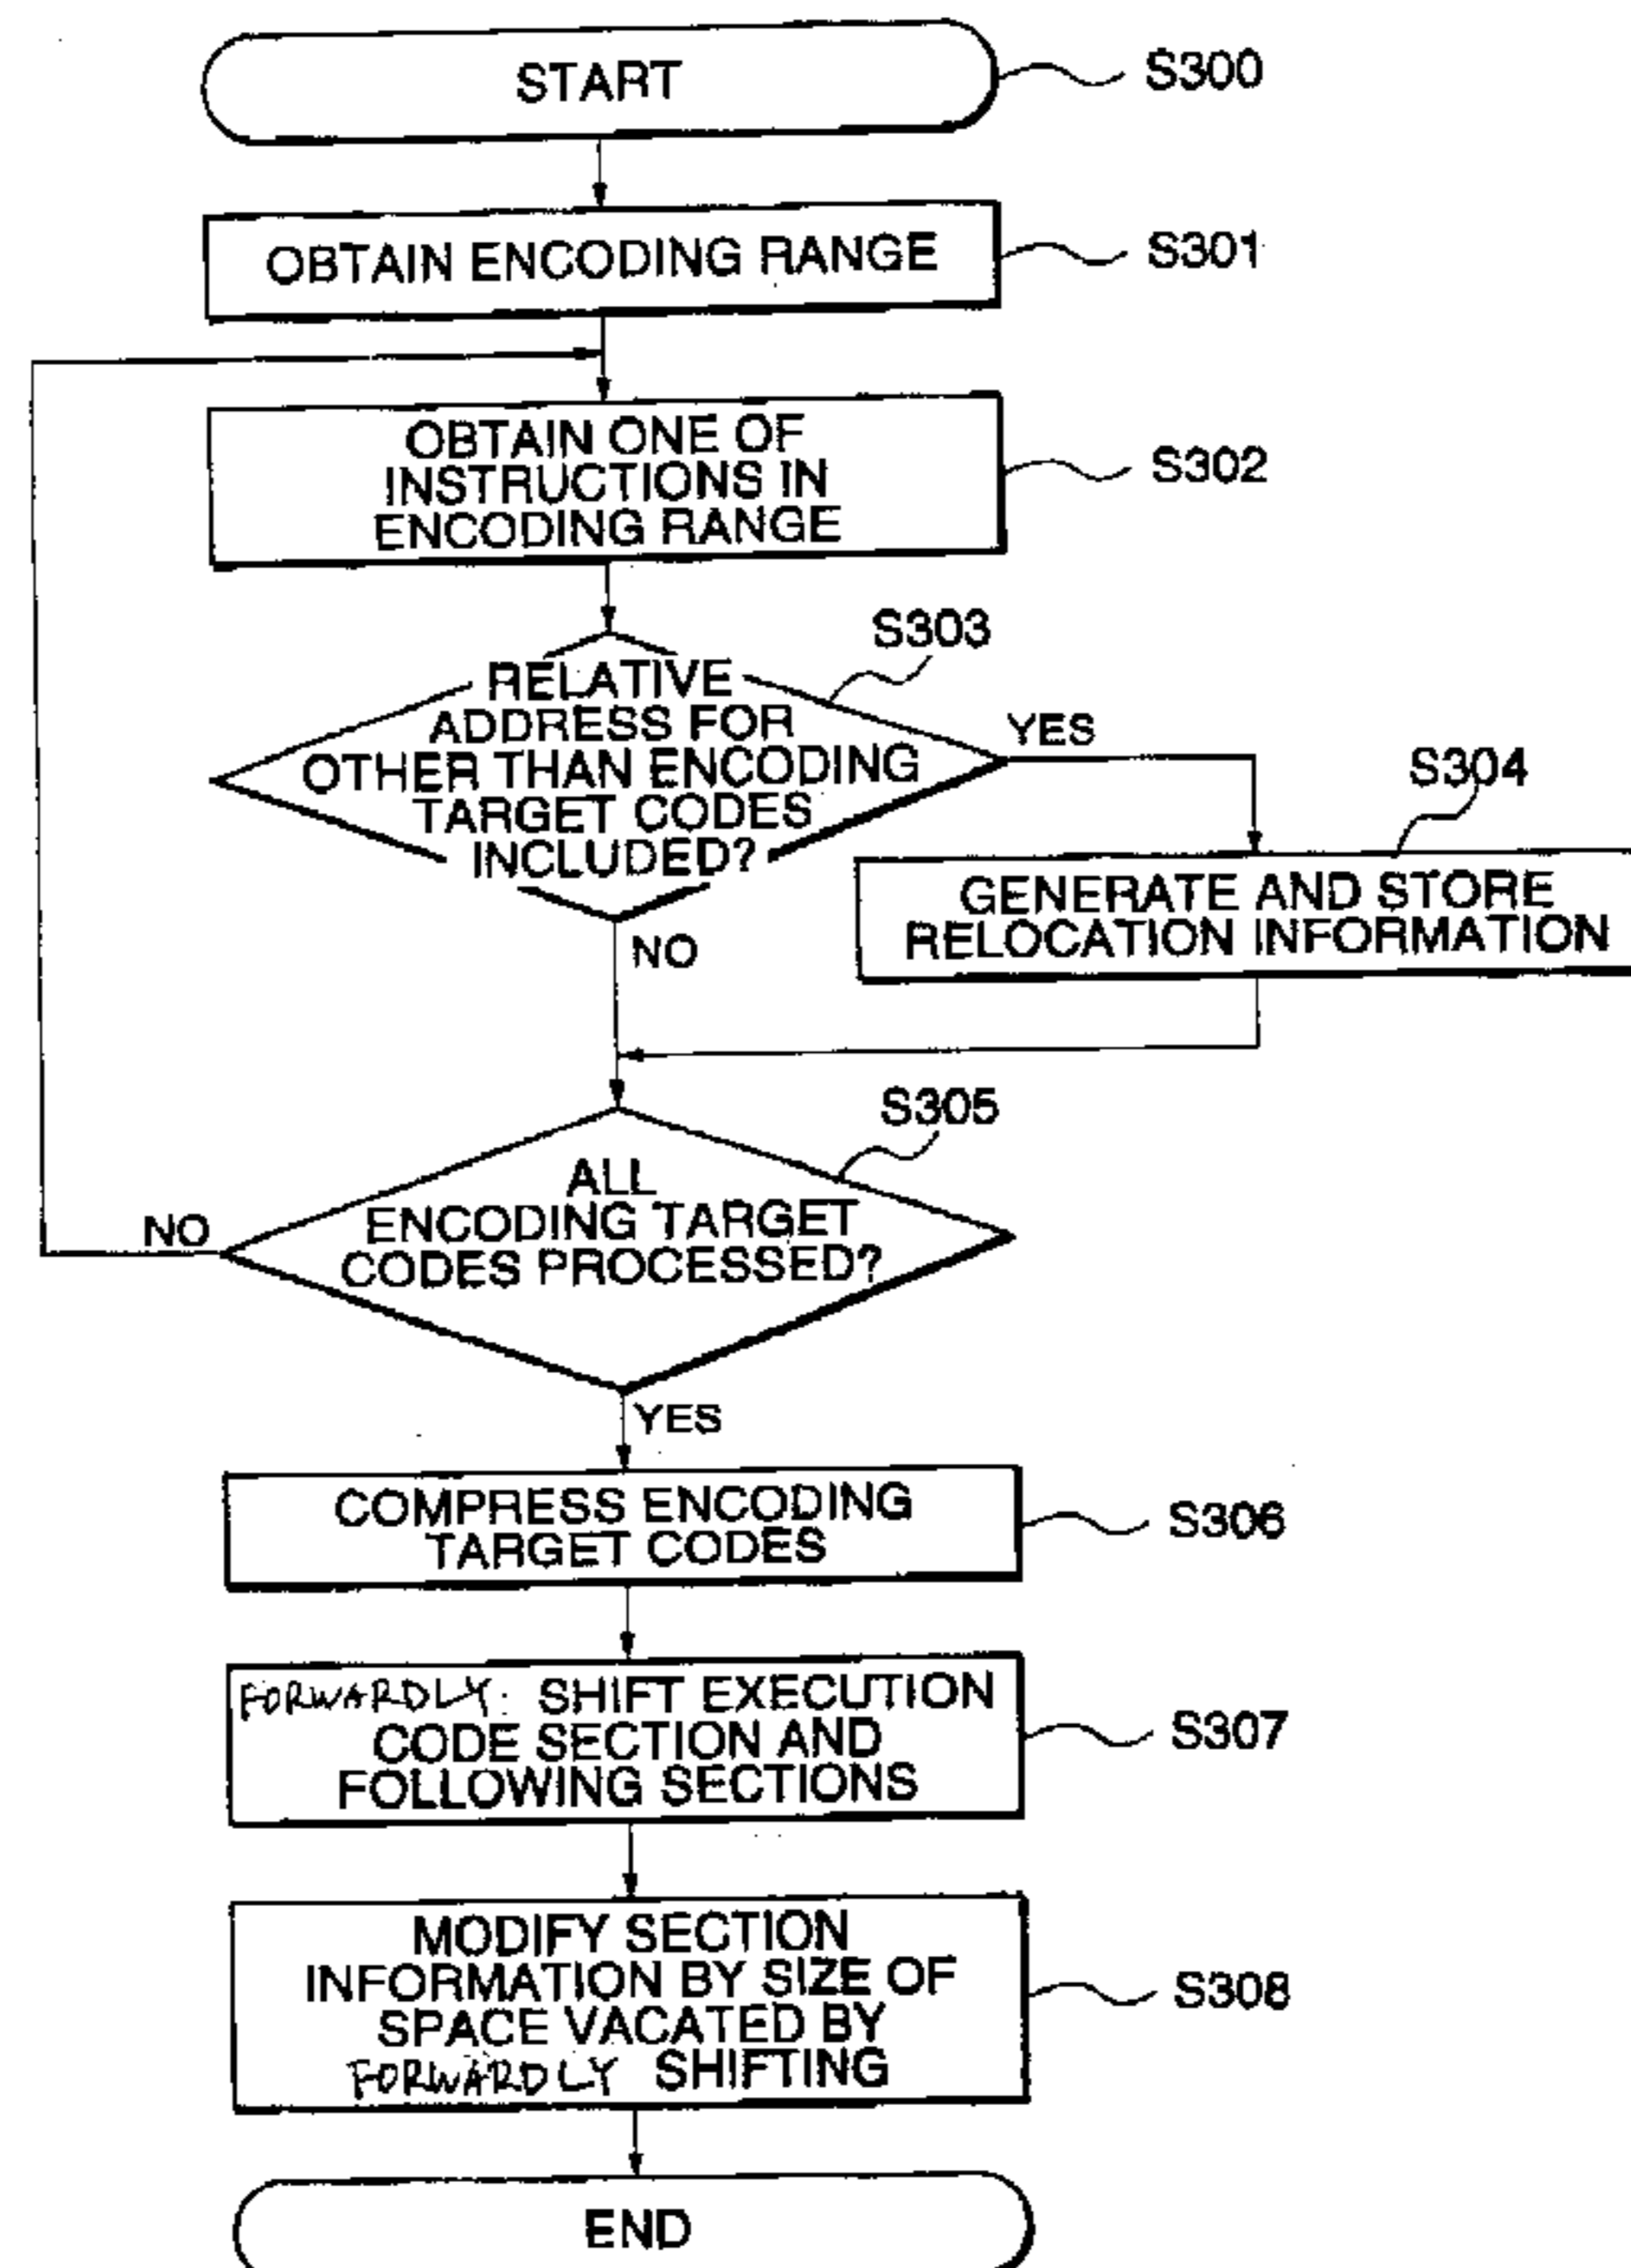 START
S300
OBTAIN ENCODING RANGE
S301
OBTAIN ONE OF
INSTRUCTIONS IN
ENCODING RANGE
S302
S303
RELATIVE
ADDRESS FOR
OTHER THAN ENCODING
TARGET CODES
INCLUDED?
YES
NO
S304
GENERATE AND STORE
RELOCATION INFORMATION
S305
ALL
ENCODING TARGET
CODES PROCESSED?
NO
YES
COMPRESS ENCODING
TARGET CODES
S306
FORWARDLY SHIFT EXECUTION
CODE SECTION AND
FOLLOWING SECTIONS
S307
MODIFY SECTION
INFORMATION BY SIZE OF
SPACE VACATED BY
FORWARDLY SHIFTING
S308
END